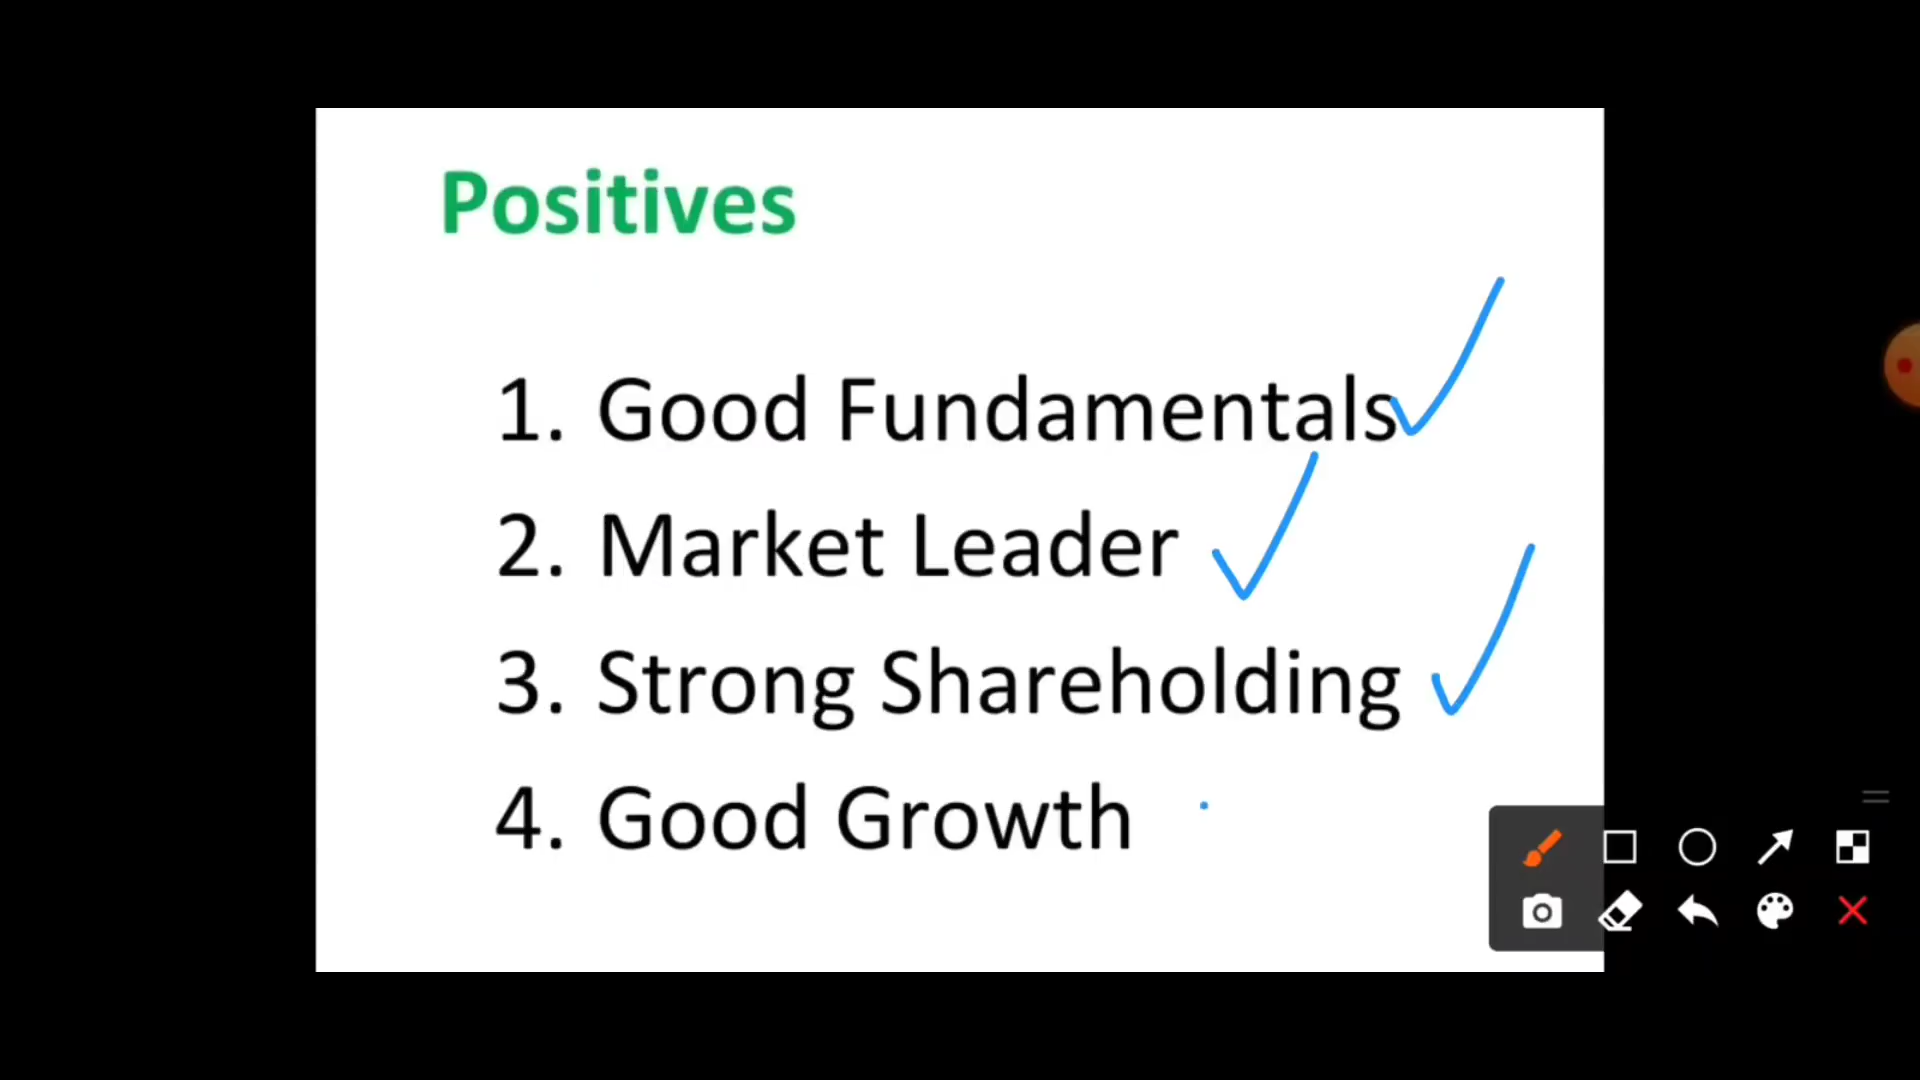 Positives
1. Good Fundamentals
2. Market Leader
3. Strong Shareholding
4. Good Growth